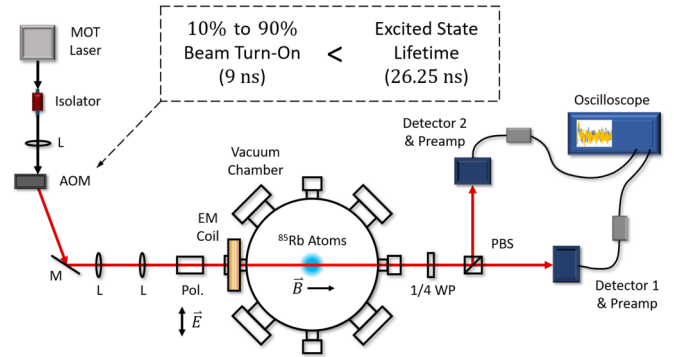 MOT
Laser
10% to 90%
Beam Turn-On
(9 ns)
<
Excited State
Lifetime
(26.25 ns)
Isolator
L
AOM
Oscilloscope
Detector 2
& Preamp
Vacuum
Chamber
EM
Coil
⁸⁵Rb Atoms
PBS
M
L
L
Pol.
B⃗
1/4 WP
E⃗
Detector 1
& Preamp